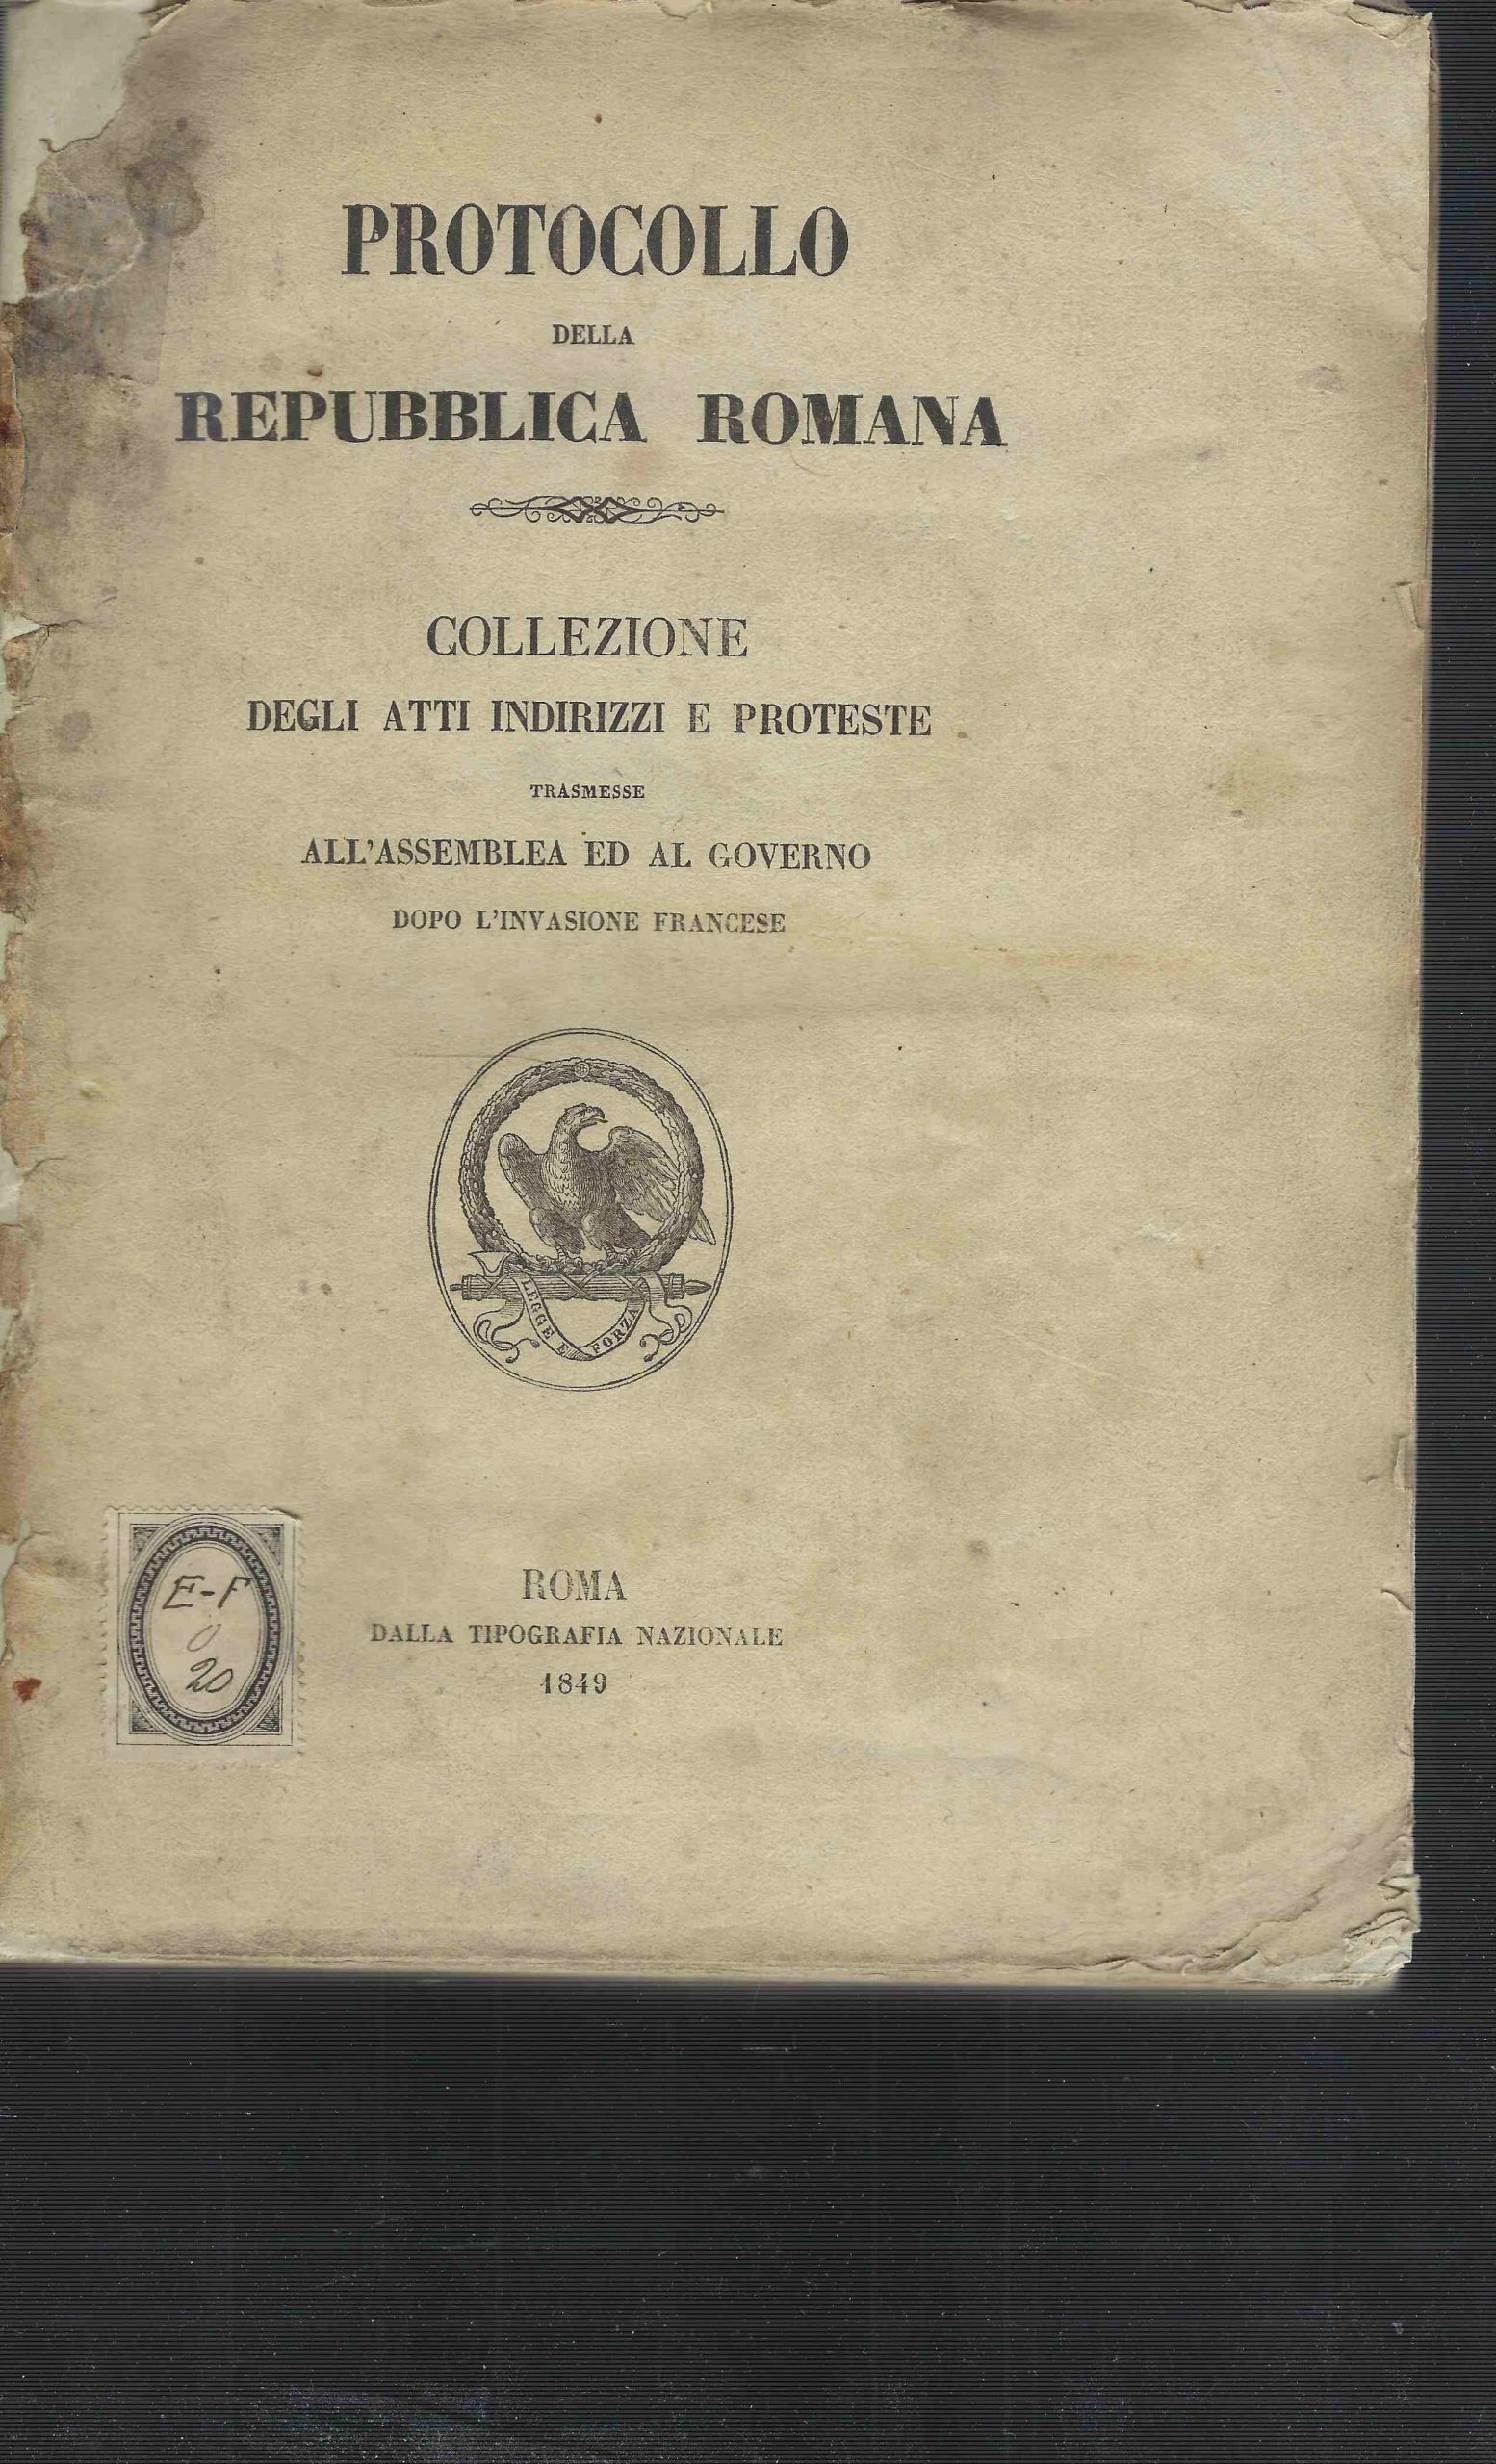 PROTOCOLLO
DELLA
REPUBBLICA ROMANA
COLLEZIONE
DEGLI ATTI INDIRIZZI E PROTESTE
TRASMESSE
ALL'ASSEMBLEA ED AL GOVERNO
DOPO L'INVASIONE FRANCESE
LEGGE E FORZA
E-F
0
20
ROMA
DALLA TIPOGRAFIA NAZIONALE
1849